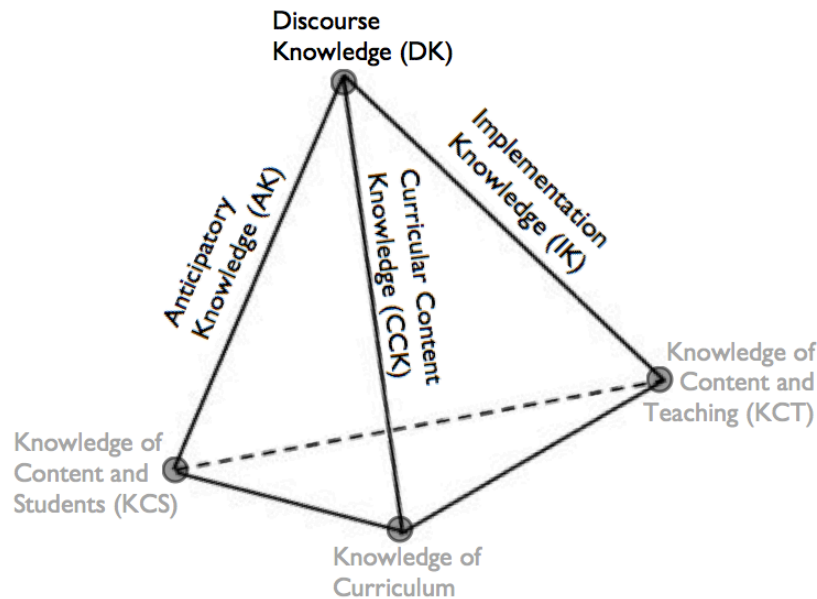 Discourse
Knowledge (DK)
Anticipatory
Knowledge (AK)
Curricular Content
Knowledge (CCK)
Implementation
Knowledge (IK)
Knowledge of
Content and
Teaching (KCT)
Knowledge of
Content and
Students (KCS)
Knowledge of
Curriculum